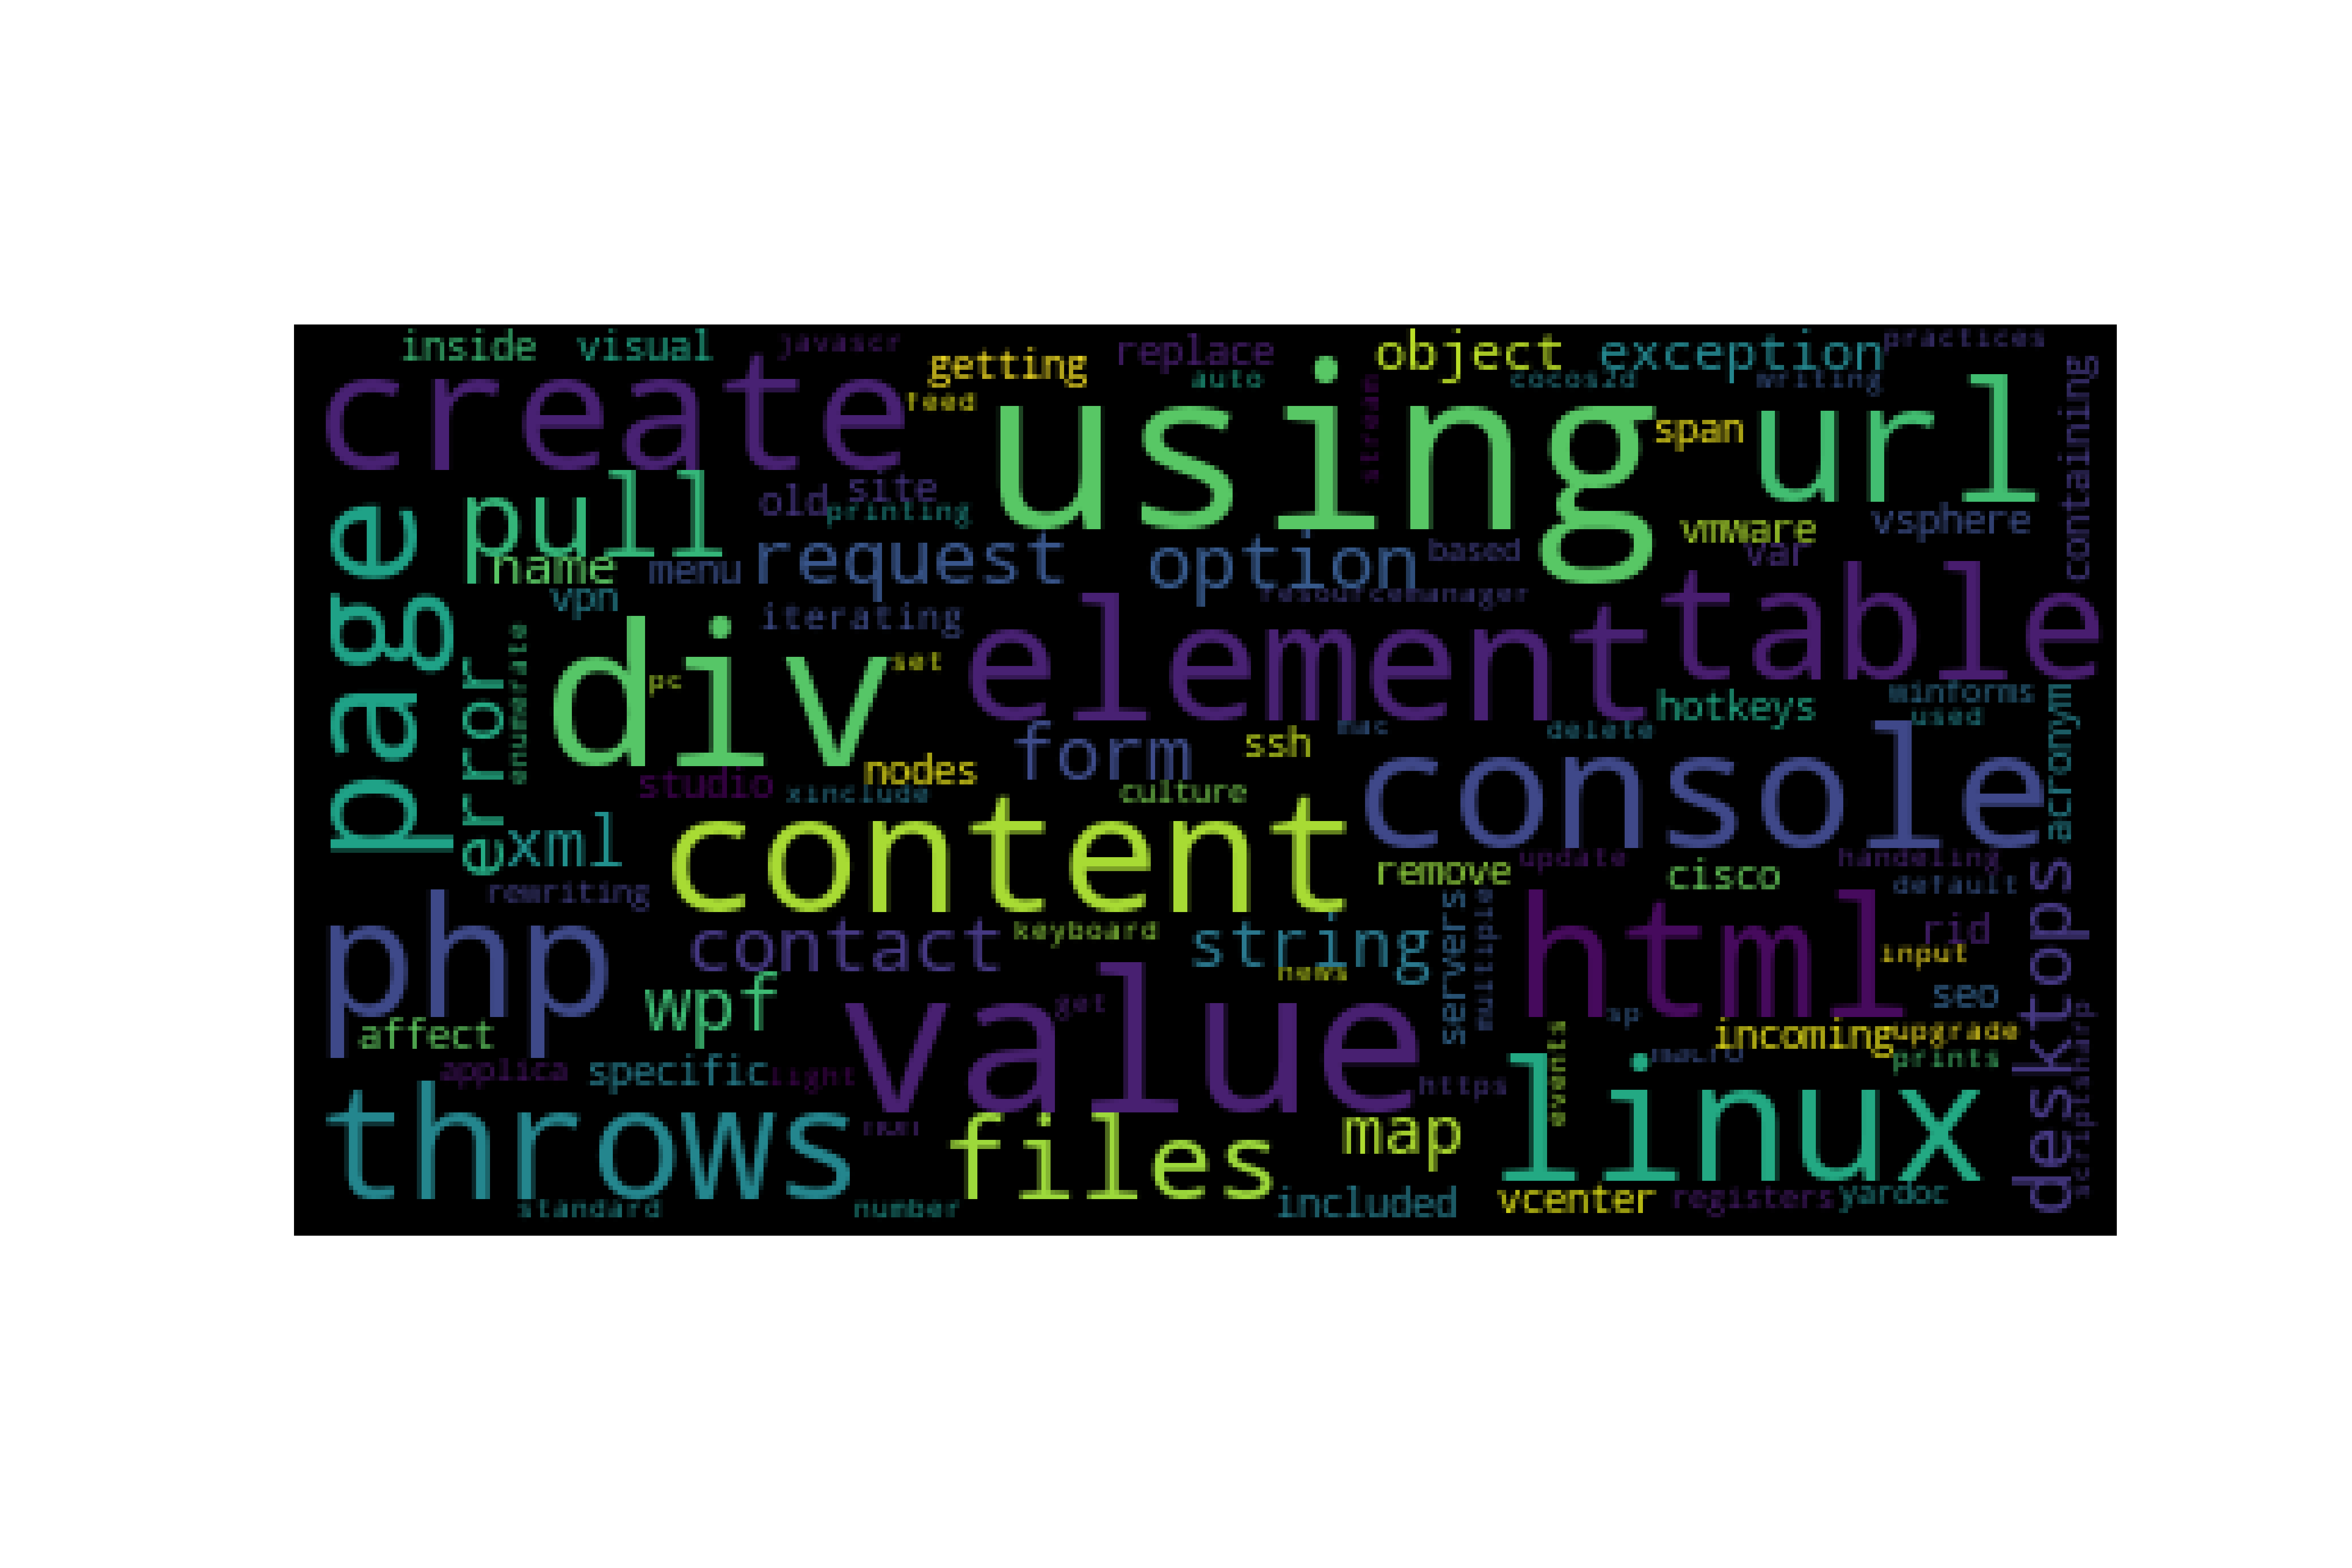 inside
visual
javascr
getting
replace
object
exception
practices
create
feed
auto
cocos2d
writing
using
stream
span
url
containing
page
pull
old
site
printing
vmware
vsphere
name
menu
request
option
based
var
vpn
iterating
resourcemanager
element
table
error
enumerate
div
pc
set
hotkeys
winforms
used
acronym
studio
nodes
form
ssh
mac
delete
console
xinclude
culture
xml
content
remove
update
cisco
handeling
default
rewriting
php
contact
keyboard
string
news
servers
multiple
html
rid
input
desktops
wpf
value
get
sp
seo
affect
incoming
upgrade
applica
specific
light
https
events
macro
prints
scriptsharp
throws
files
map
linux
standard
number
included
vcenter
registers
yardoc